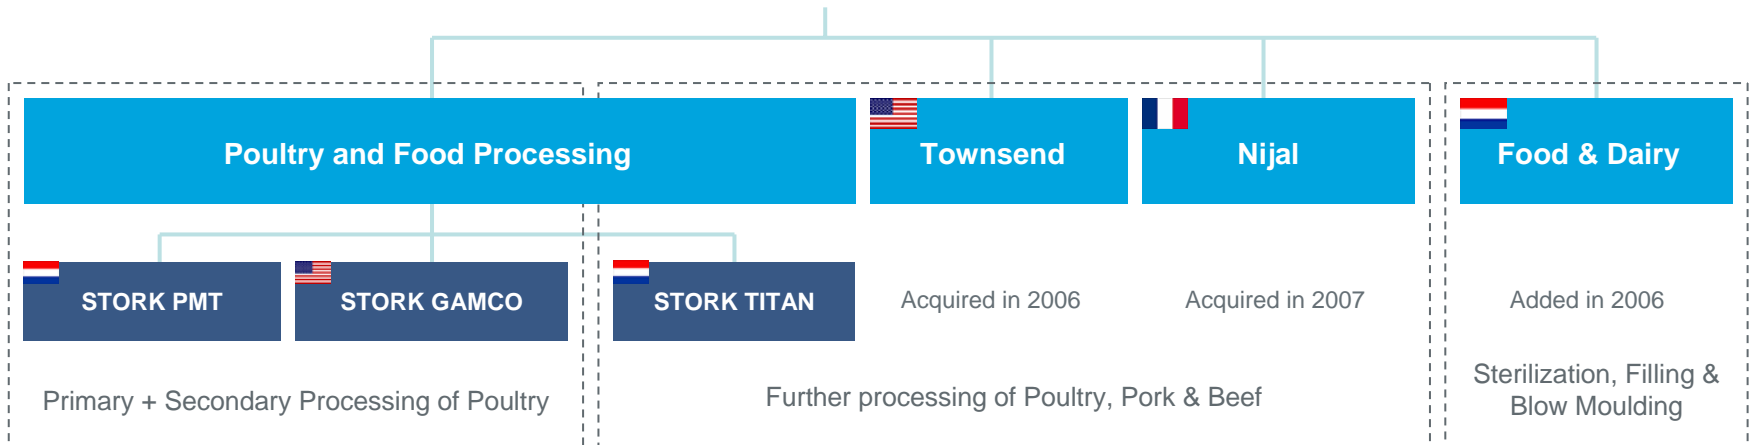 Poultry and Food Processing
Townsend
Nijal
Food & Dairy
STORK PMT
STORK GAMCO
STORK TITAN
Acquired in 2006
Acquired in 2007
Added in 2006
Primary + Secondary Processing of Poultry
Further processing of Poultry, Pork & Beef
Sterilization, Filling &
Blow Moulding